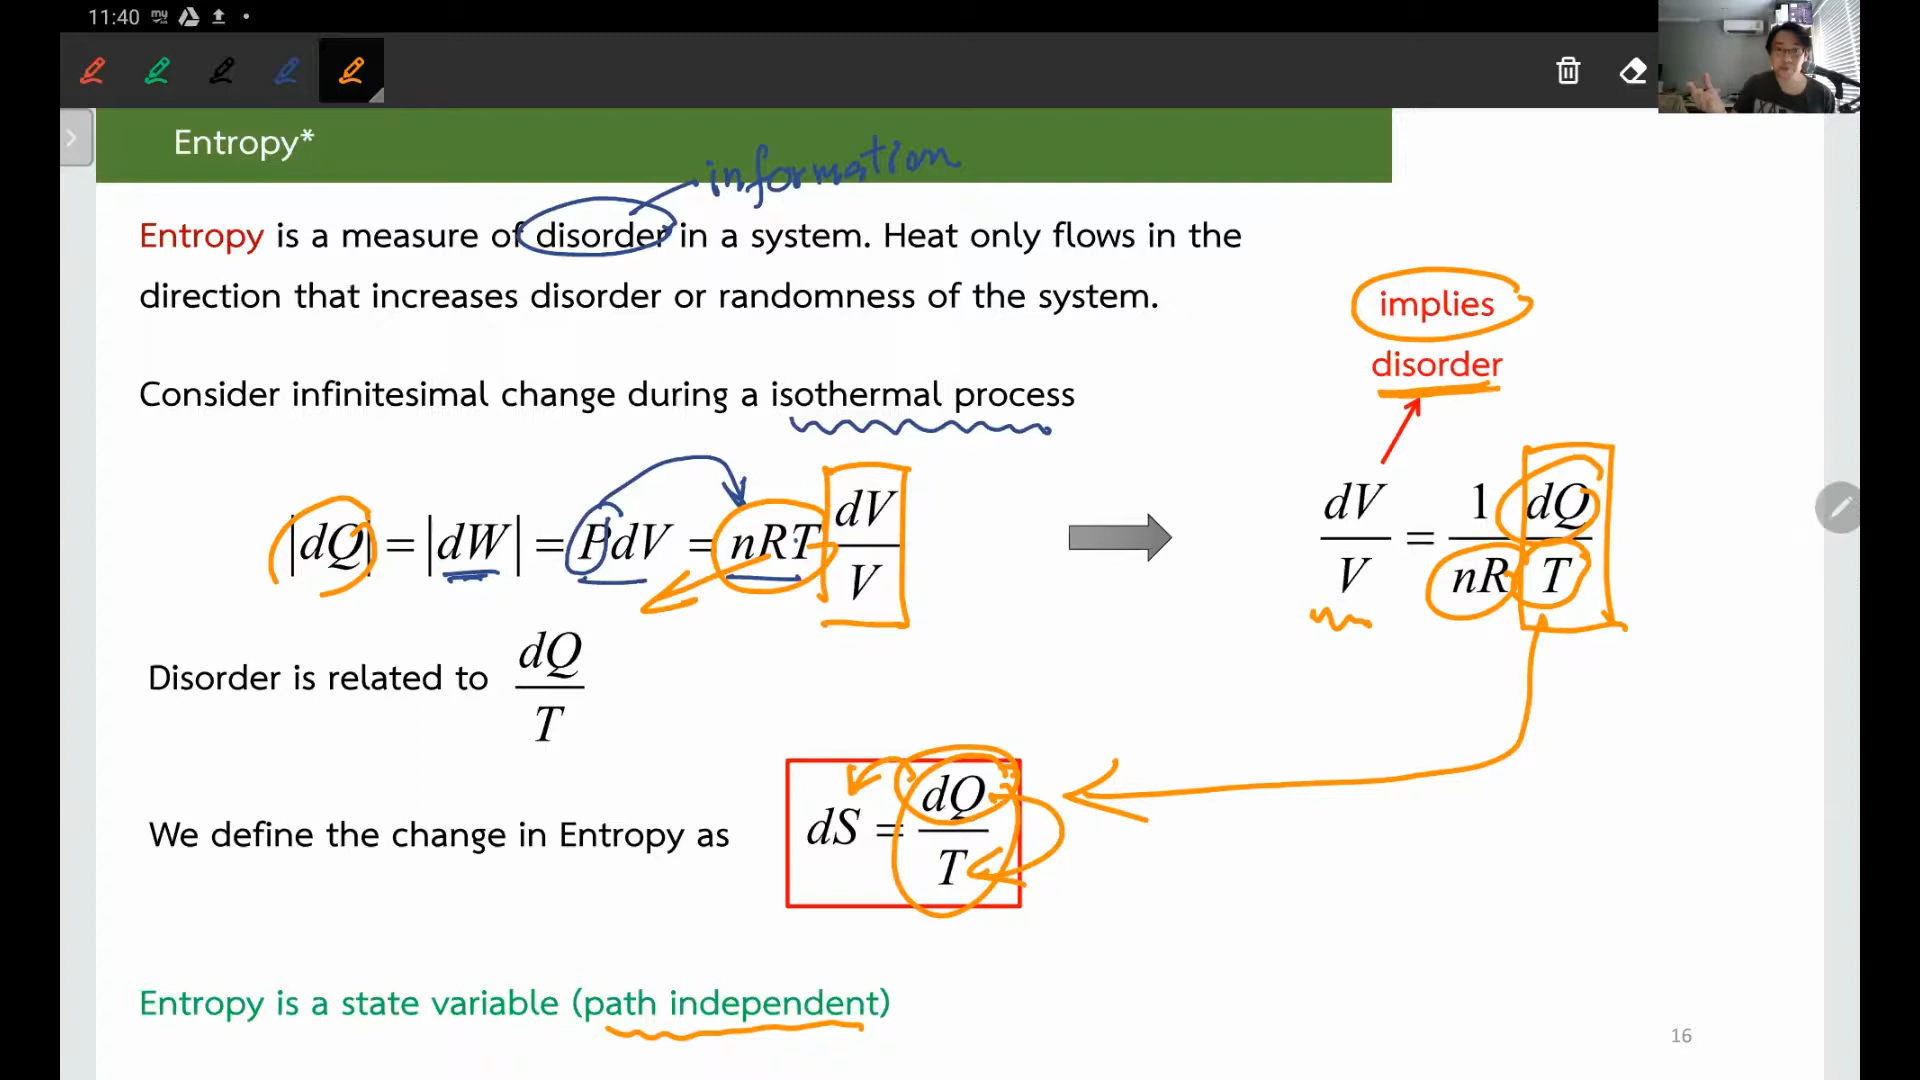 11:40
my
Entropy*
information
Entropy is a measure of disorder in a system. Heat only flows in the
direction that increases disorder or randomness of the system.
implies
disorder
Consider infinitesimal change during a isothermal process
|dQ| = |dW| = PdV = nRT dV/V
dV/V = 1/nR dQ/T
Disorder is related to dQ/T
We define the change in Entropy as dS = dQ/T
Entropy is a state variable (path independent)
16